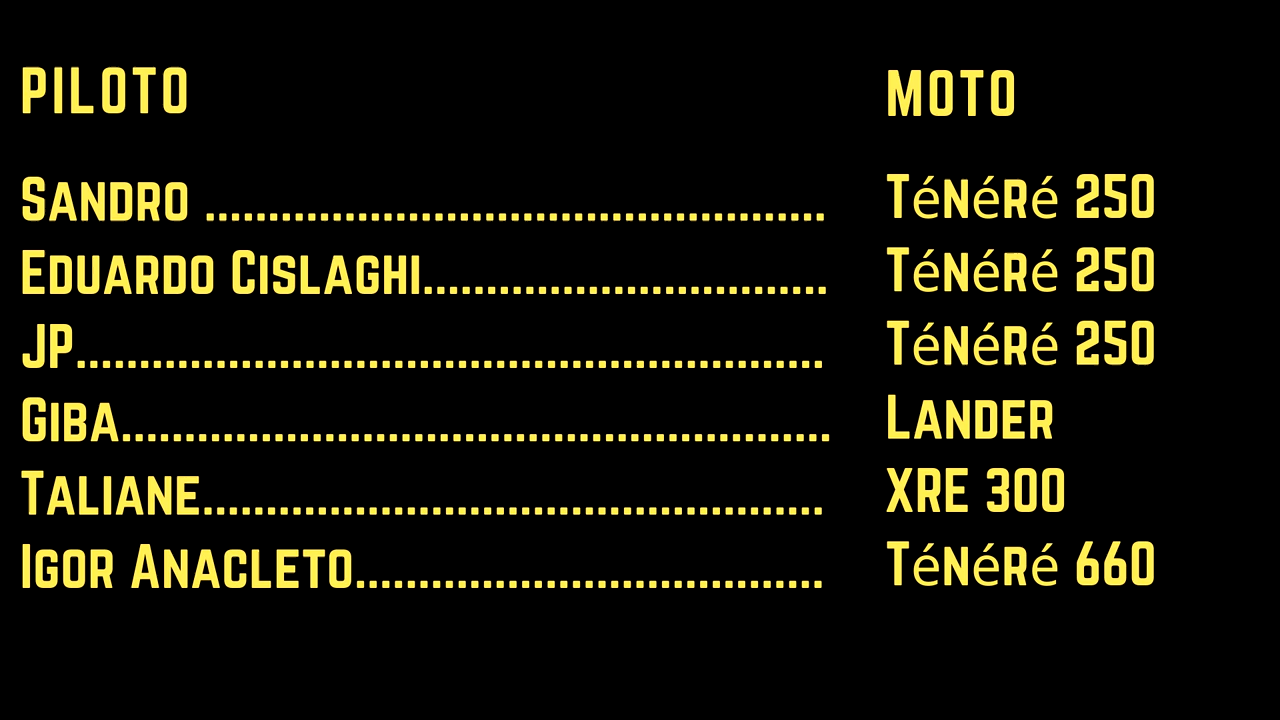 PILOTO MOTO
Sandro ................................................ Ténéré 250
Eduardo Cislaghi................................ Ténéré 250
JP........................................................... Ténéré 250
Giba........................................................ Lander
Taliane................................................. XRE 300
Igor Anacleto..................................... Ténéré 660